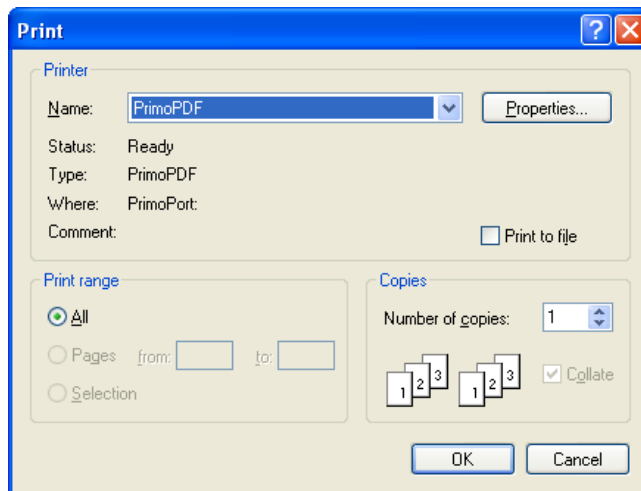 Print
Printer
Name: PrimoPDF Properties...
Status: Ready
Type: PrimoPDF
Where: PrimoPort:
Comment: Print to file
Print range
All
Pages from: to:
Selection
Copies
Number of copies: 1
1 2 3 1 2 3 Collate
OK Cancel